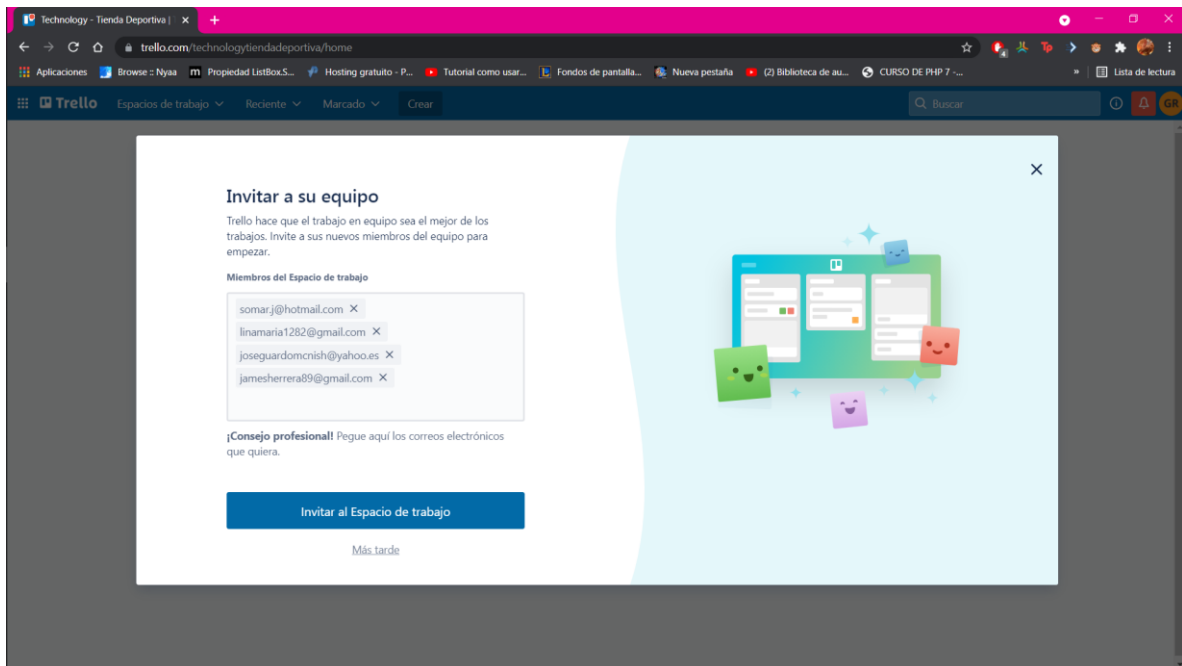 Technology - Tienda Deportiva |
trello.com/technologytiendadeportiva/home
Aplicaciones Browse :: Nyaa Propiedad ListBox.S... Hosting gratuito - P... Tutorial como usar... Fondos de pantalla... Nueva pestaña (2) Biblioteca de au... CURSO DE PHP 7 -... » Lista de lectura
Trello Espacios de trabajo Reciente Marcado Crear Buscar GR
Invitar a su equipo
Trello hace que el trabajo en equipo sea el mejor de los
trabajos. Invite a sus nuevos miembros del equipo para
empezar.
Miembros del Espacio de trabajo
somar.j@hotmail.com
linamaria1282@gmail.com
joseguardomcnish@yahoo.es
jamesherrera89@gmail.com
¡Consejo profesional! Pegue aquí los correos electrónicos
que quiera.
Invitar al Espacio de trabajo
Más tarde